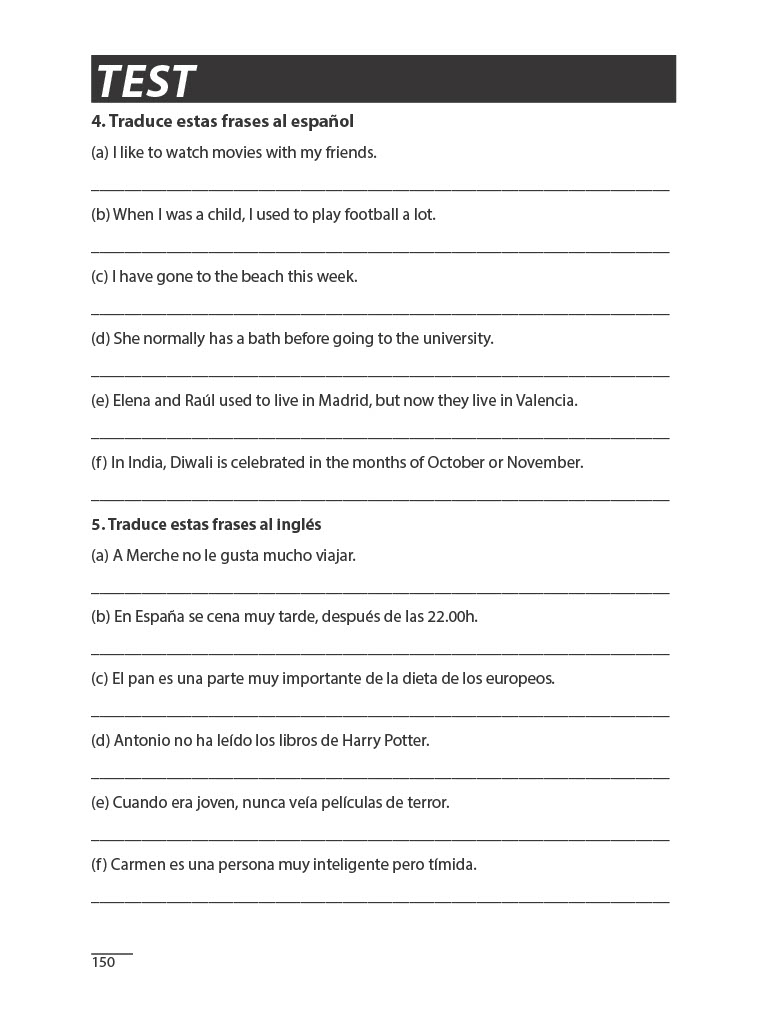 TEST
4. Traduce estas frases al español
(a) I like to watch movies with my friends.
(b) When I was a child, I used to play football a lot.
(c) I have gone to the beach this week.
(d) She normally has a bath before going to the university.
(e) Elena and Raúl used to live in Madrid, but now they live in Valencia.
(f) In India, Diwali is celebrated in the months of October or November.
5. Traduce estas frases al inglés
(a) A Merche no le gusta mucho viajar.
(b) En España se cena muy tarde, después de las 22.00h.
(c) El pan es una parte muy importante de la dieta de los europeos.
(d) Antonio no ha leído los libros de Harry Potter.
(e) Cuando era joven, nunca veía películas de terror.
(f) Carmen es una persona muy inteligente pero tímida.
150